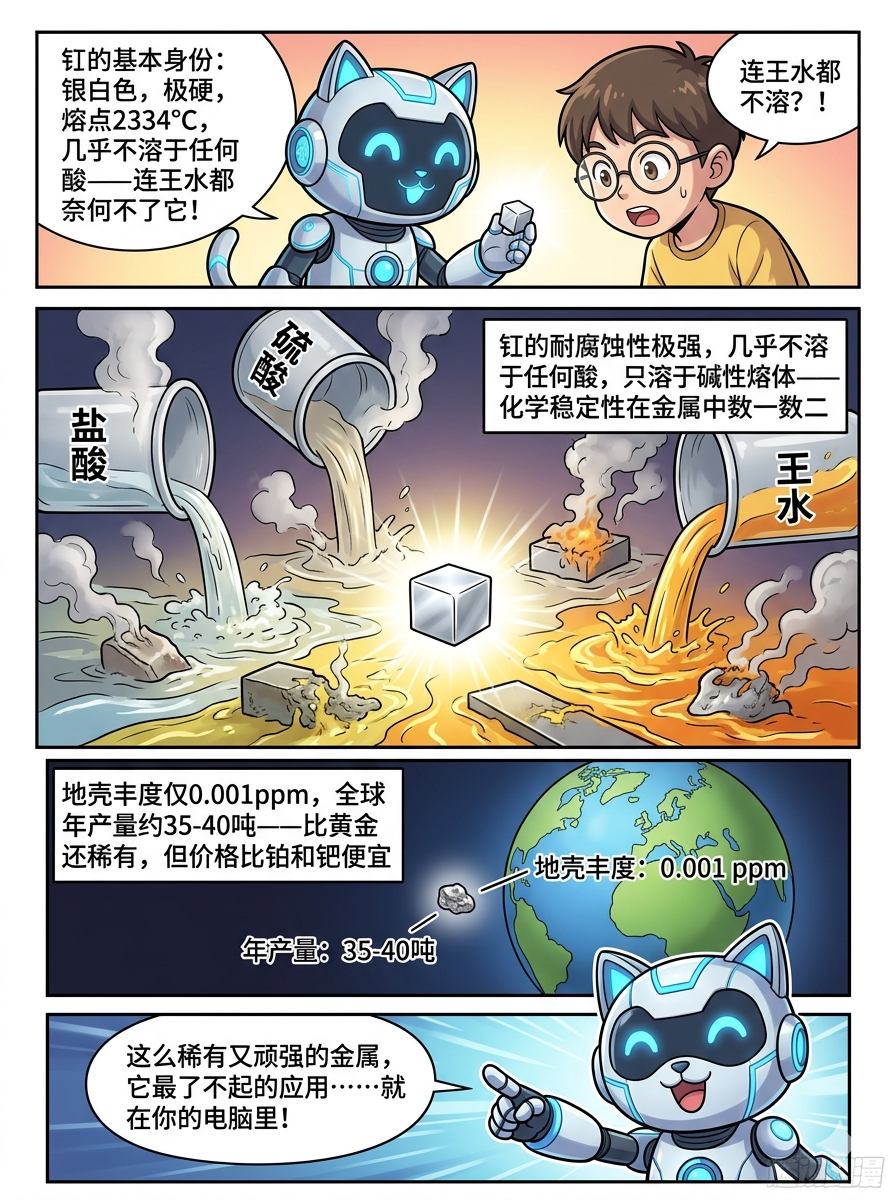 钌的基本身份：
银白色，极硬，
熔点2334°C，
几乎不溶于任何
酸——连王水都
奈何不了它！
连王水都
不溶？！
盐酸
硫酸
钌的耐腐蚀性极强，几乎不溶
于任何酸，只溶于碱性熔体——
化学稳定性在金属中数一数二
王水
地壳丰度仅0.001ppm，全球
年产量约35-40吨——比黄金
还稀有，但价格比铂和钯便宜
地壳丰度：0.001 ppm
年产量：35-40吨
这么稀有又顽强的金属，
它最了不起的应用……就
在你的电脑里！